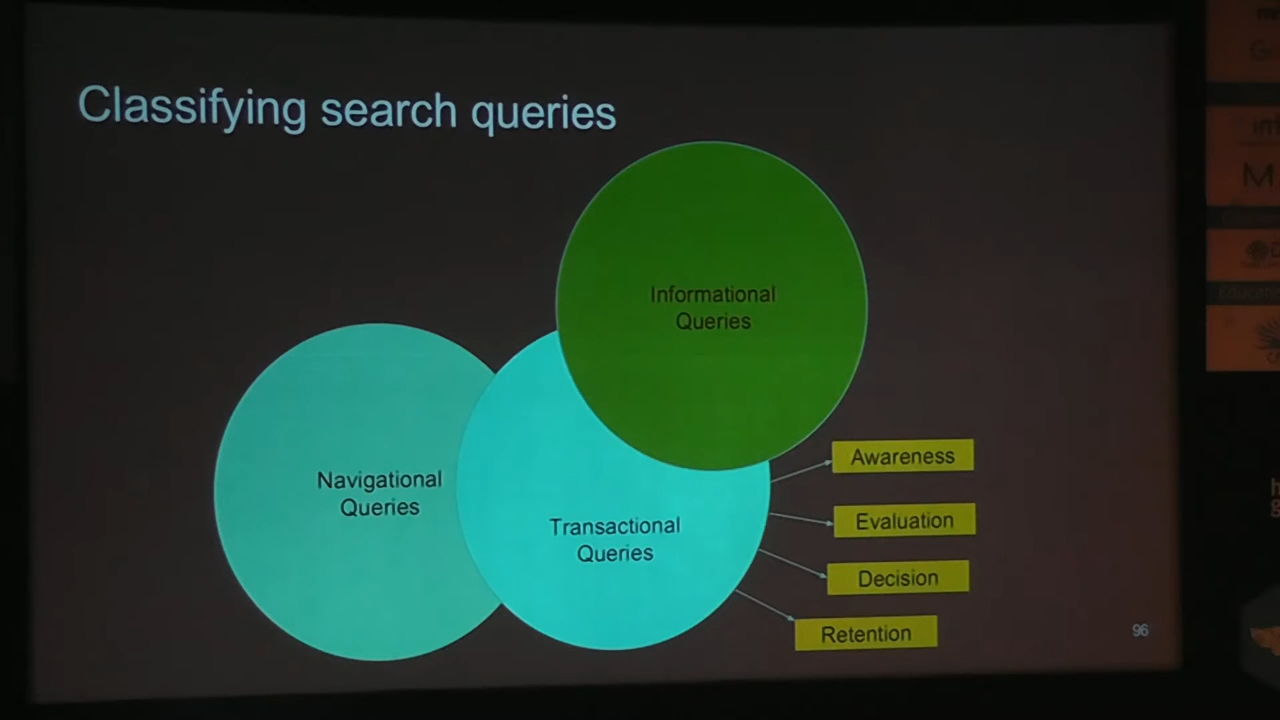 Classifying search queries
Informational
Queries
Navigational
Queries
Transactional
Queries
Awareness
Evaluation
Decision
Retention
96